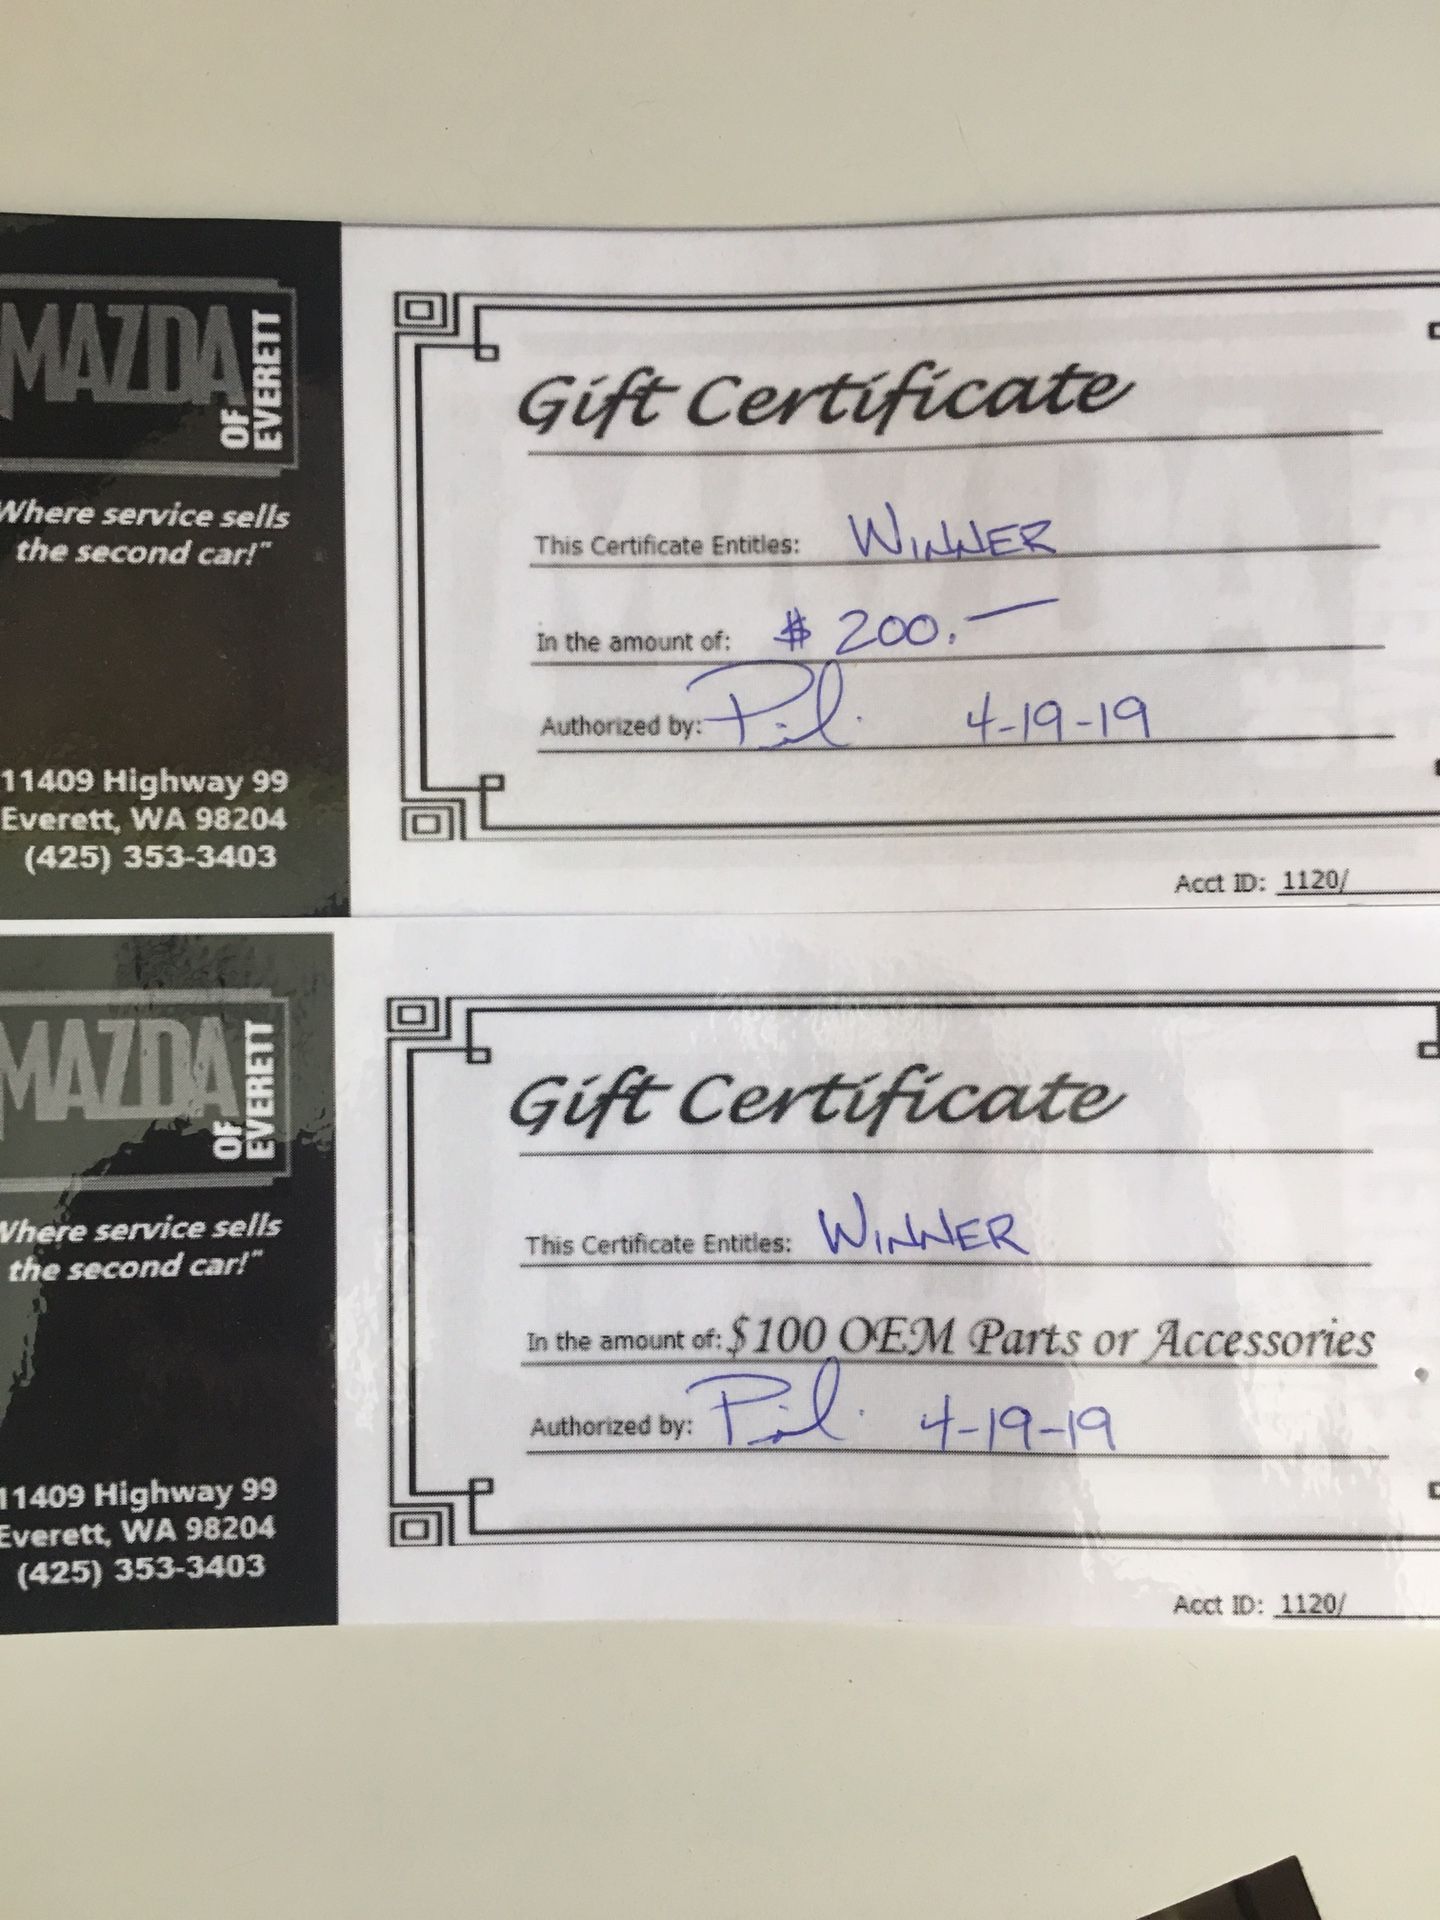 MAZDA
OF
EVERETT
Where service sells
the second car!"
11409 Highway 99
Everett, WA 98204
(425) 353-3403
Gift Certificate
This Certificate Entitles: WINNER
In the amount of: $ 200.—
Authorized by: 4-19-19
Acct ID: 1120/
MAZDA
OF
EVERETT
Where service sells
the second car!"
11409 Highway 99
Everett, WA 98204
(425) 353-3403
Gift Certificate
This Certificate Entitles: WINNER
In the amount of: $100 OEM Parts or Accessories
Authorized by: 4-19-19
Acct ID: 1120/